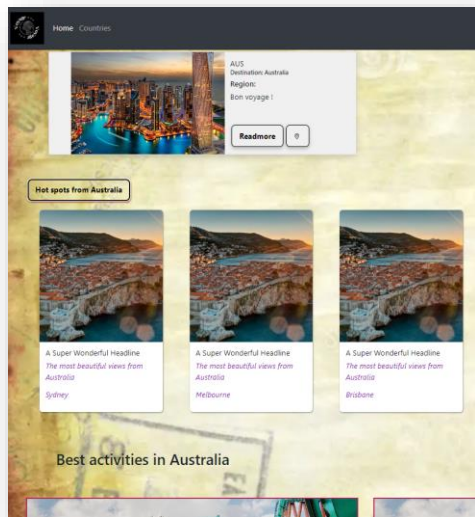 Home Countries
AUS
Destination: Australia
Region:
Bon voyage !
Readmore
Hot spots from Australia
A Super Wonderful Headline
The most beautiful views from
Australia
Sydney
A Super Wonderful Headline
The most beautiful views from
Australia
Melbourne
A Super Wonderful Headline
The most beautiful views from
Australia
Brisbane
Best activities in Australia